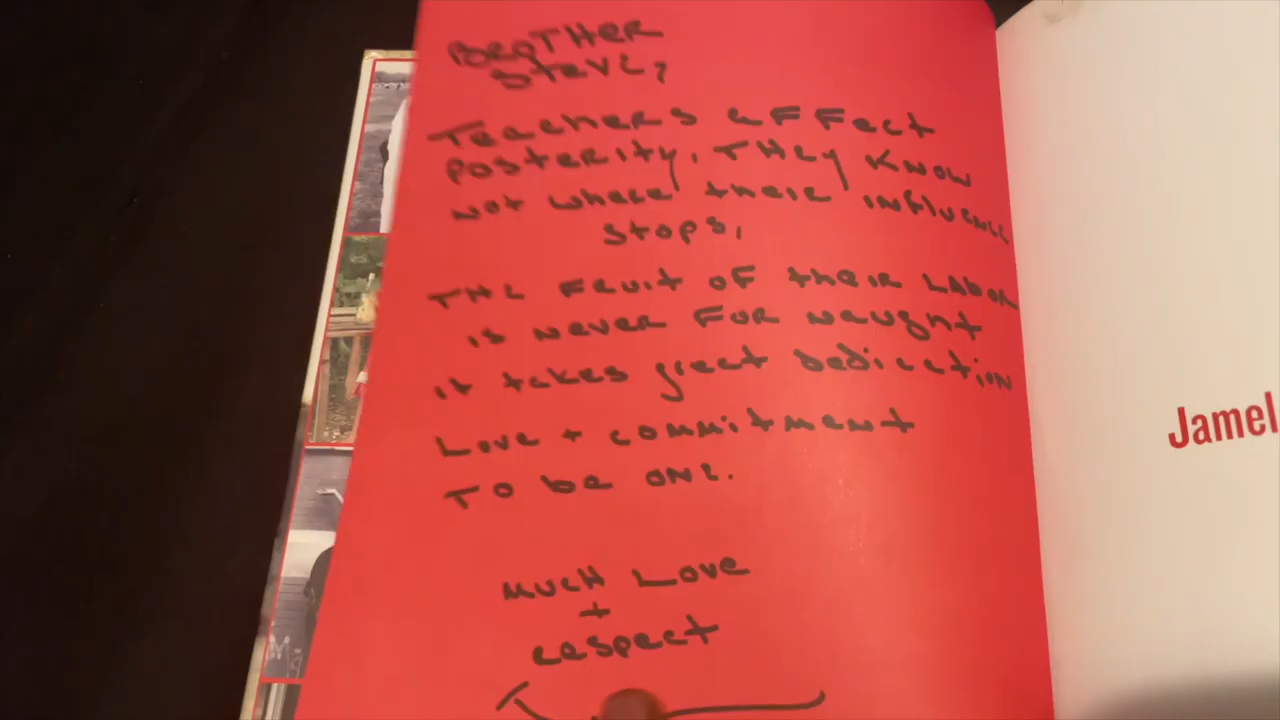 BROTHER
Steve,
Teachers affect
Posterity, They know
not where their influence
stops,
The fruit of their Labor
is never for naught
it takes great Dedication
Love + commitment
To be one.
Much Love
+
respect
Jamel